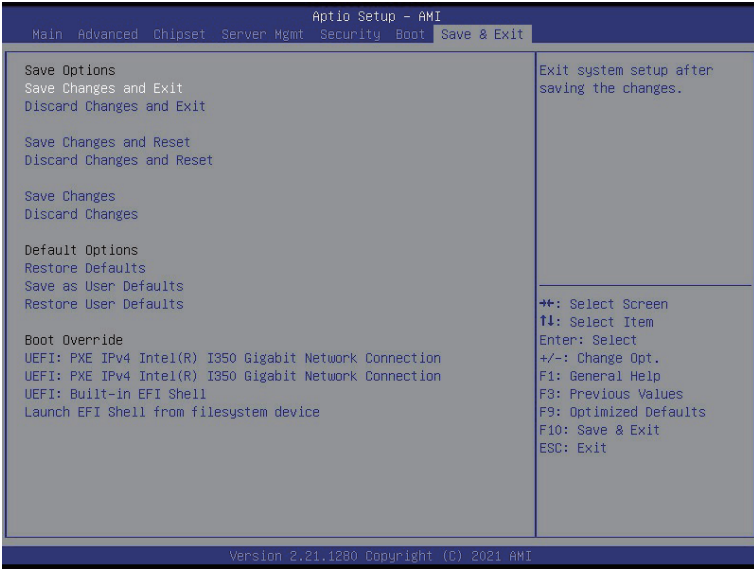 Aptio Setup – AMI
Main Advanced Chipset Server Mgmt Security Boot Save & Exit
Save Options
Save Changes and Exit
Discard Changes and Exit
Save Changes and Reset
Discard Changes and Reset
Save Changes
Discard Changes
Default Options
Restore Defaults
Save as User Defaults
Restore User Defaults
Boot Override
UEFI: PXE IPv4 Intel(R) I350 Gigabit Network Connection
UEFI: PXE IPv4 Intel(R) I350 Gigabit Network Connection
UEFI: Built-in EFI Shell
Launch EFI Shell from filesystem device
Exit system setup after
saving the changes.
→←: Select Screen
↑↓: Select Item
Enter: Select
+/-: Change Opt.
F1: General Help
F3: Previous Values
F9: Optimized Defaults
F10: Save & Exit
ESC: Exit
Version 2.21.1280 Copyright (C) 2021 AMI